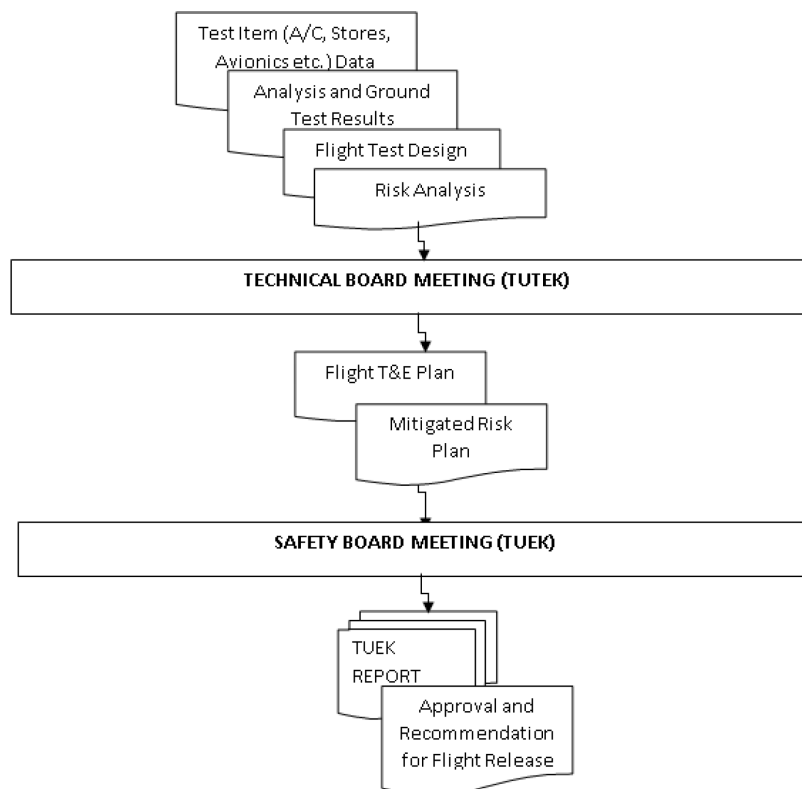 Test Item (A/C, Stores,
Avionics etc.) Data
Analysis and Ground
Test Results
Flight Test Design
Risk Analysis
TECHNICAL BOARD MEETING (TUTEK)
Flight T&E Plan
Mitigated Risk
Plan
SAFETY BOARD MEETING (TUEK)
TUEK
REPORT
Approval and
Recommendation
for Flight Release